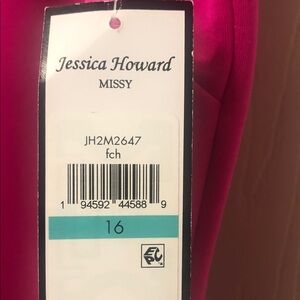 Jessica Howard
MISSY
JH2M2647
fch
1 94592 44588 9
16